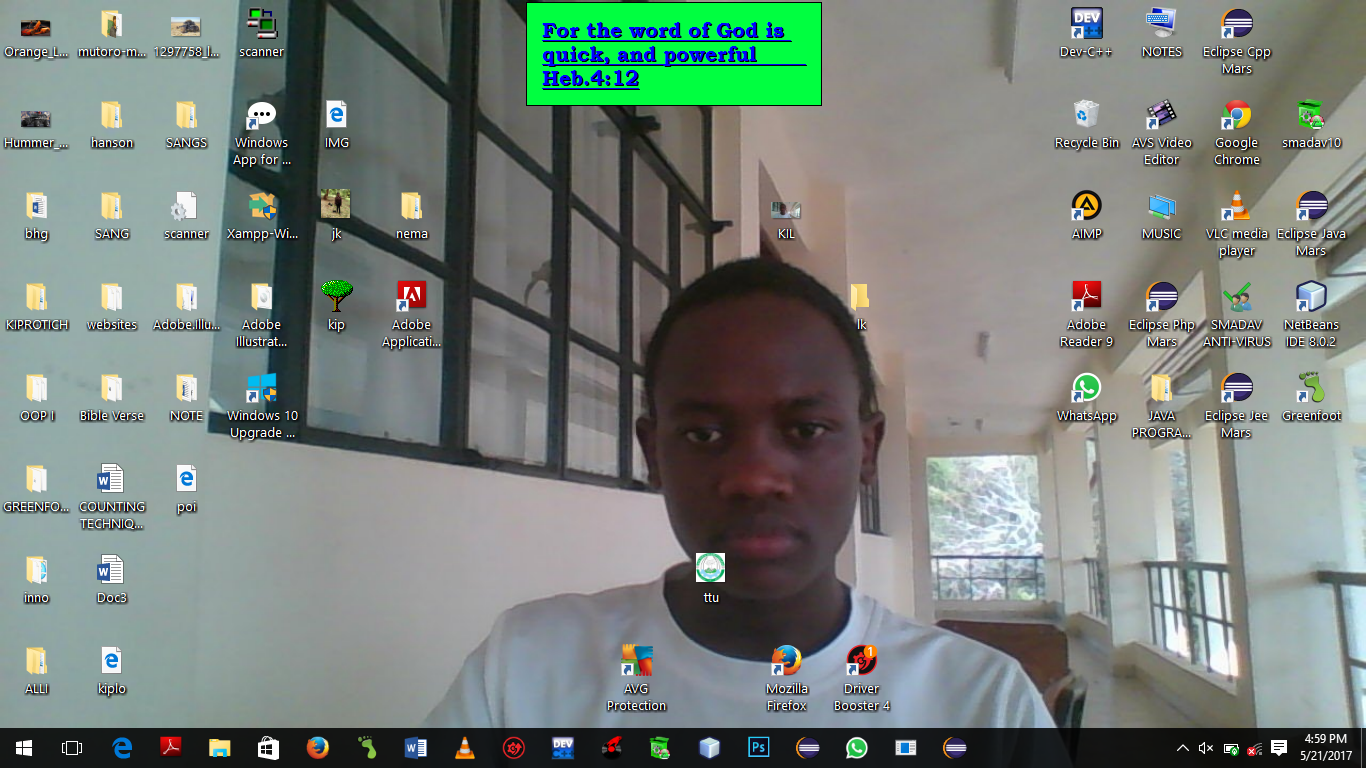 For the word of God is
quick, and powerful
Heb.4:12
Orange_L...
mutoro-m...
1297758_l...
scanner
Dev-C++
NOTES
Eclipse Cpp
Mars
Hummer_...
hanson
SANGS
Windows
App for ...
IMG
Recycle Bin
AVS Video
Editor
Google
Chrome
smadav10
bhg
SANG
scanner
Xampp-Wi...
jk
nema
KIL
AIMP
MUSIC
VLC media
player
Eclipse Java
Mars
KIPROTICH
websites
Adobe.Illu...
Adobe
Illustrat...
kip
Adobe
Applicati...
lk
Adobe
Reader 9
Eclipse Php
Mars
SMADAV
ANTI-VIRUS
NetBeans
IDE 8.0.2
OOP I
Bible Verse
NOTE
Windows 10
Upgrade ...
WhatsApp
JAVA
PROGRA...
Eclipse Jee
Mars
Greenfoot
GREENFO...
COUNTING
TECHNIQ...
poi
inno
Doc3
ttu
ALLI
kiplo
AVG
Protection
Mozilla
Firefox
Driver
Booster 4
4:59 PM
5/21/2017